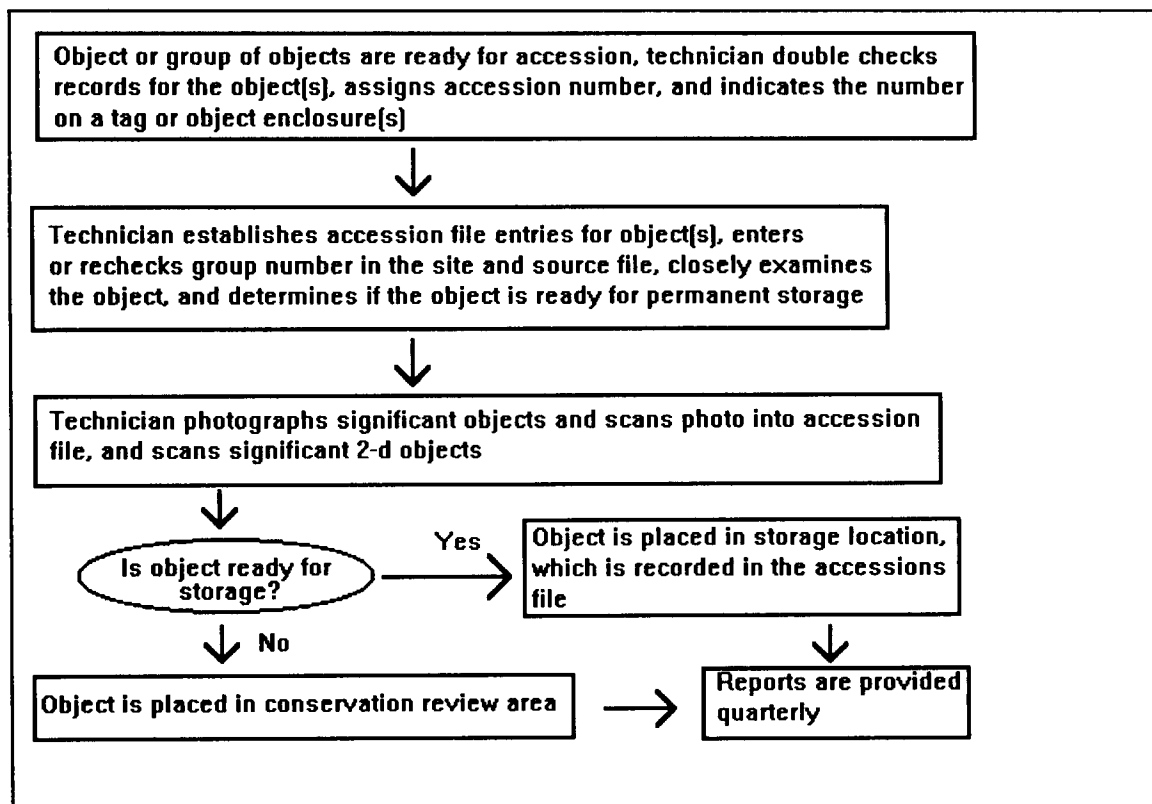 Object or group of objects are ready for accession, technician double checks
records for the object(s), assigns accession number, and indicates the number
on a tag or object enclosure(s)
Technician establishes accession file entries for object(s), enters
or rechecks group number in the site and source file, closely examines
the object, and determines if the object is ready for permanent storage
Technician photographs significant objects and scans photo into accession
file, and scans significant 2-d objects
Is object ready for
storage?
Yes
Object is placed in storage location,
which is recorded in the accessions
file
No
Object is placed in conservation review area
Reports are provided
quarterly